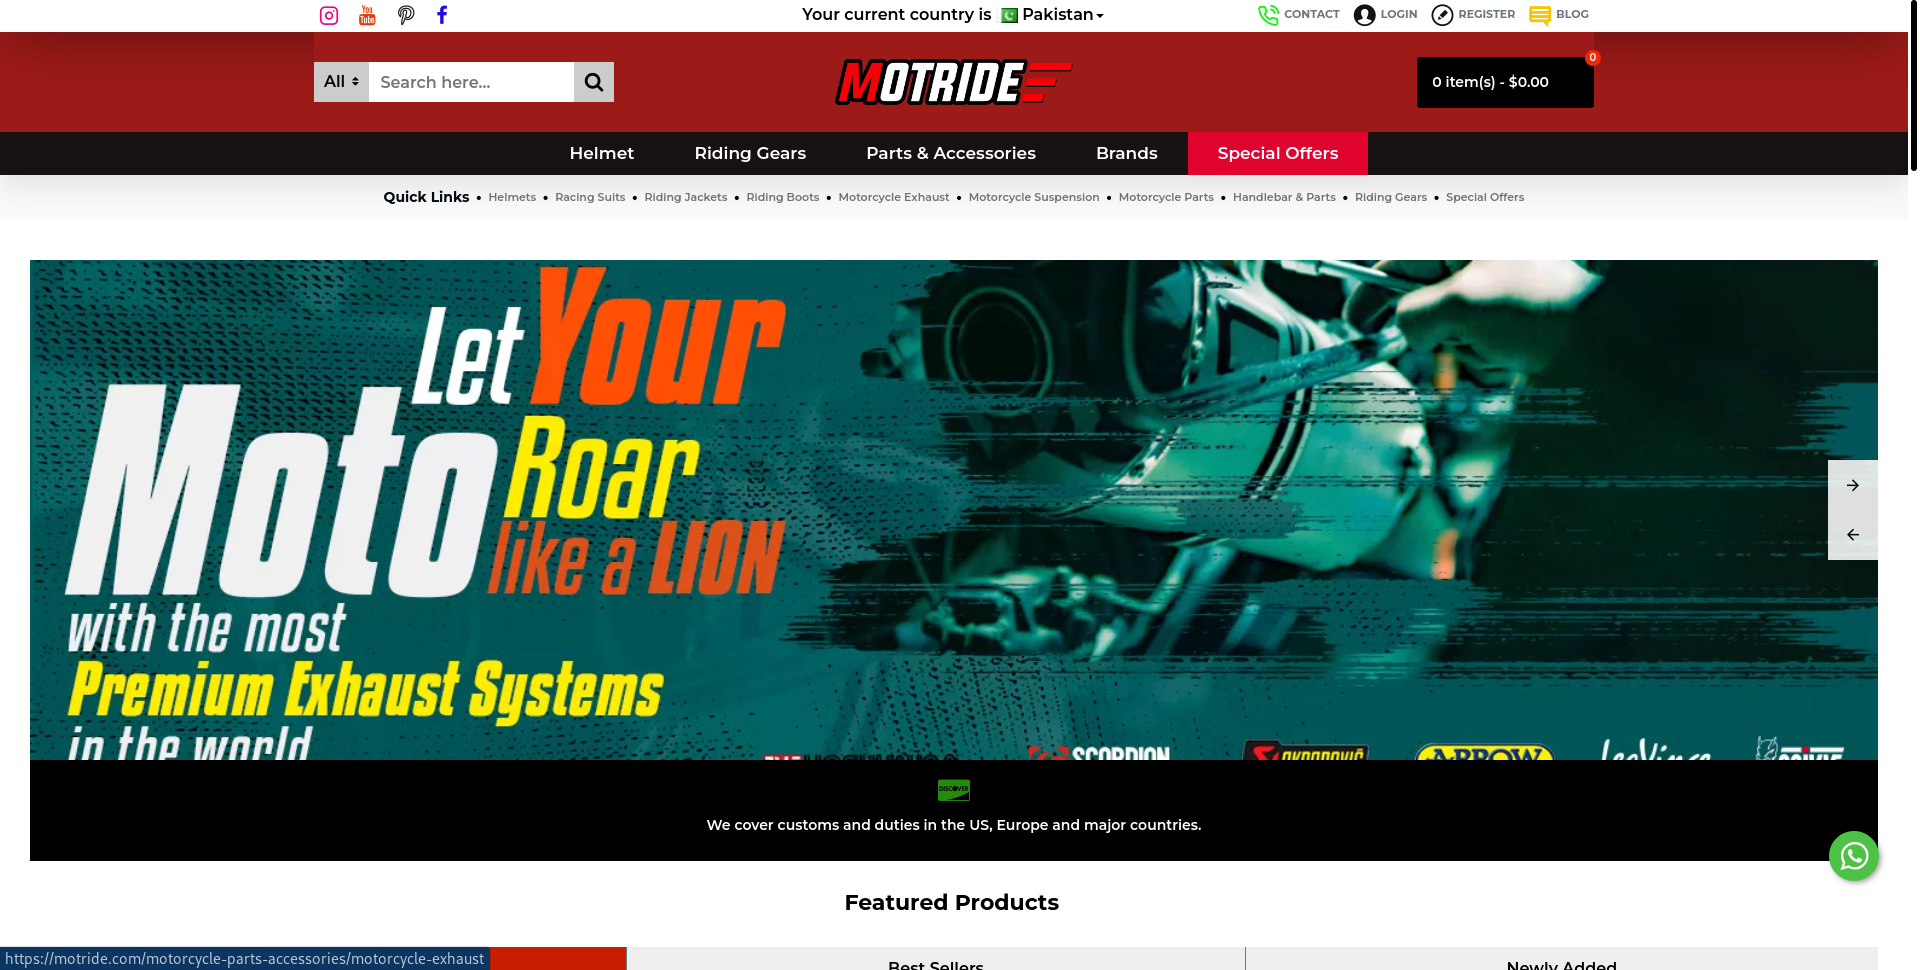 Your current country is Pakistan
CONTACT LOGIN REGISTER BLOG
All Search here...
MOTRIDE
0
0 item(s) - $0.00
Helmet Riding Gears Parts & Accessories Brands Special Offers
Quick Links • Helmets • Racing Suits • Riding Jackets • Riding Boots • Motorcycle Exhaust • Motorcycle Suspension • Motorcycle Parts • Handlebar & Parts • Riding Gears • Special Offers
Let Your
Moto Roar
like a LION
with the most
Premium Exhaust Systems
in the world
SCORPION AKRAPOVIČ ARROW LeoVince
DISCOVER
We cover customs and duties in the US, Europe and major countries.
Featured Products
Best Sellers Newly Added
https://motride.com/motorcycle-parts-accessories/motorcycle-exhaust